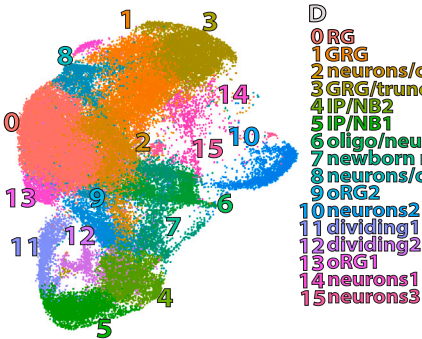 D
0 RG
1 GRG
2 neurons/
3 GRG/trunc
4 IP/NB2
5 IP/NB1
6 oligo/neu
7 newborn
8 neurons/
9 oRG2
10 neurons2
11 dividing1
12 dividing2
3 oRG1
14 neurons1
15 neurons3
1
3
8
14
0
2
15
10
13
9
6
12
7
11
4
5